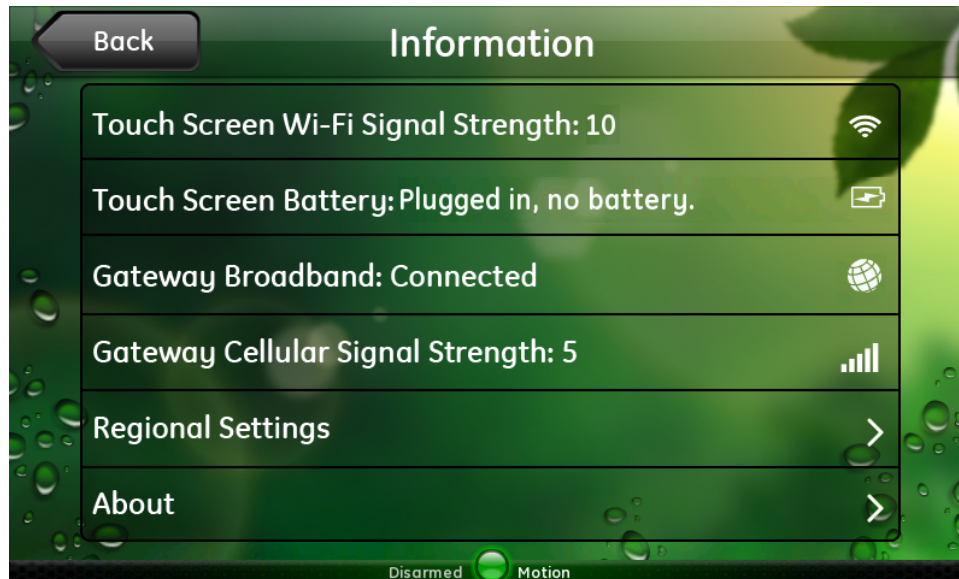 Back
Information
Touch Screen Wi-Fi Signal Strength: 10
Touch Screen Battery: Plugged in, no battery.
Gateway Broadband: Connected
Gateway Cellular Signal Strength: 5
Regional Settings
About
Disarmed Motion